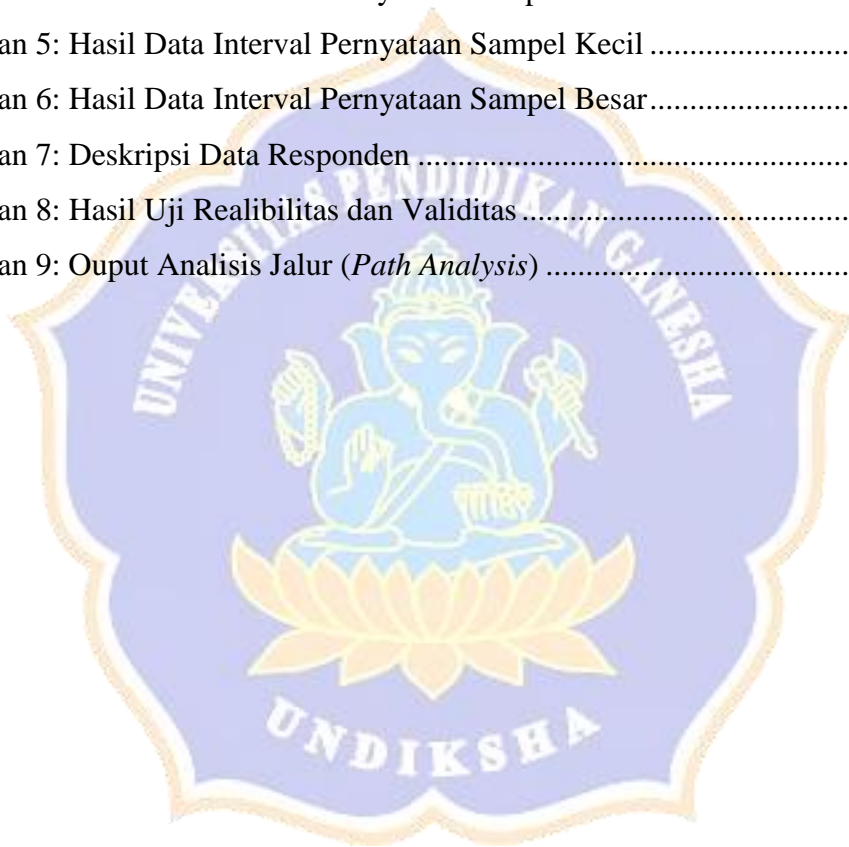 an 5: Hasil Data Interval Pernyataan Sampel Kecil ........................
an 6: Hasil Data Interval Pernyataan Sampel Besar........................
an 7: Deskripsi Data Responden .....................................................
an 8: Hasil Uji Realibilitas dan Validitas .......................................
an 9: Ouput Analisis Jalur (Path Analysis) .....................................
UNIVERSITAS PENDIDIKAN GANESHA
UNDIKSHA